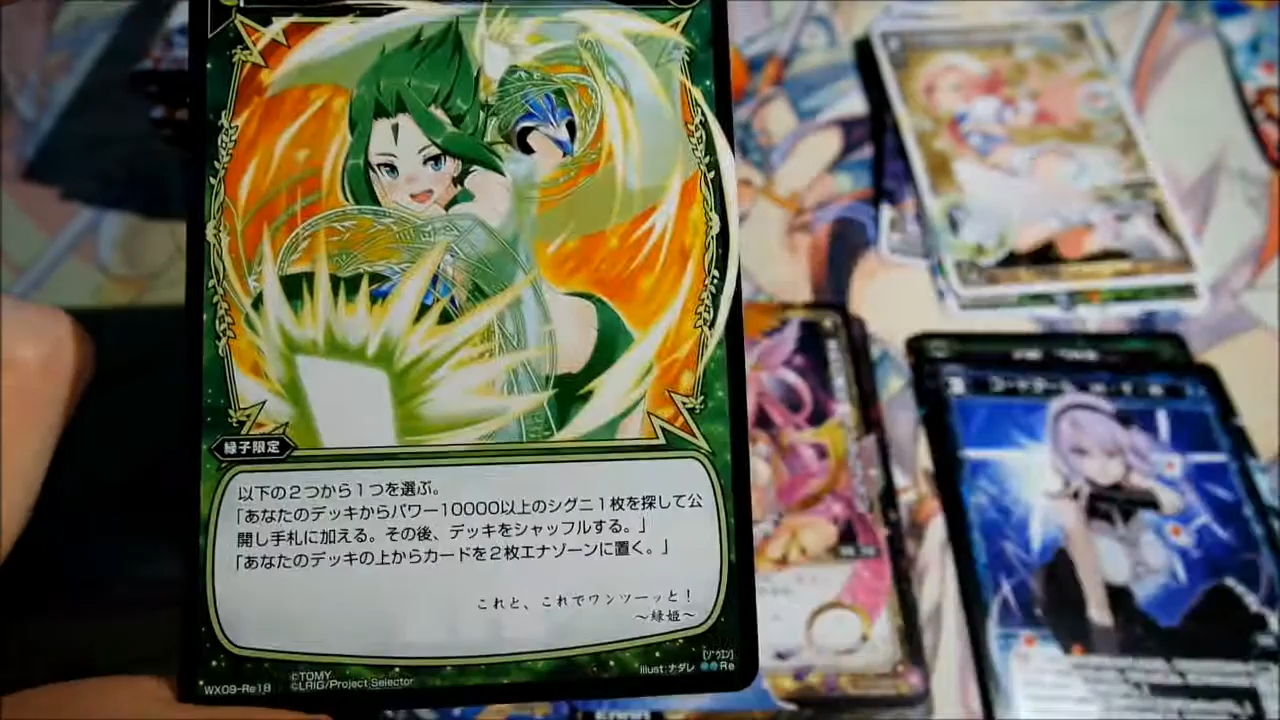 緑子限定
以下の2つから1つを選ぶ。
「あなたのデッキからパワー10000以上のシグニ1枚を探して公
開し手札に加える。その後、デッキをシャッフルする。」
「あなたのデッキの上からカードを2枚エナゾーンに置く。」
これと、これでワンツーッと！
～緑姫～
[ゾウエン]
illust:ナダレ Re
©TOMY
WX09-Re18 ©LRIG/Project Selector